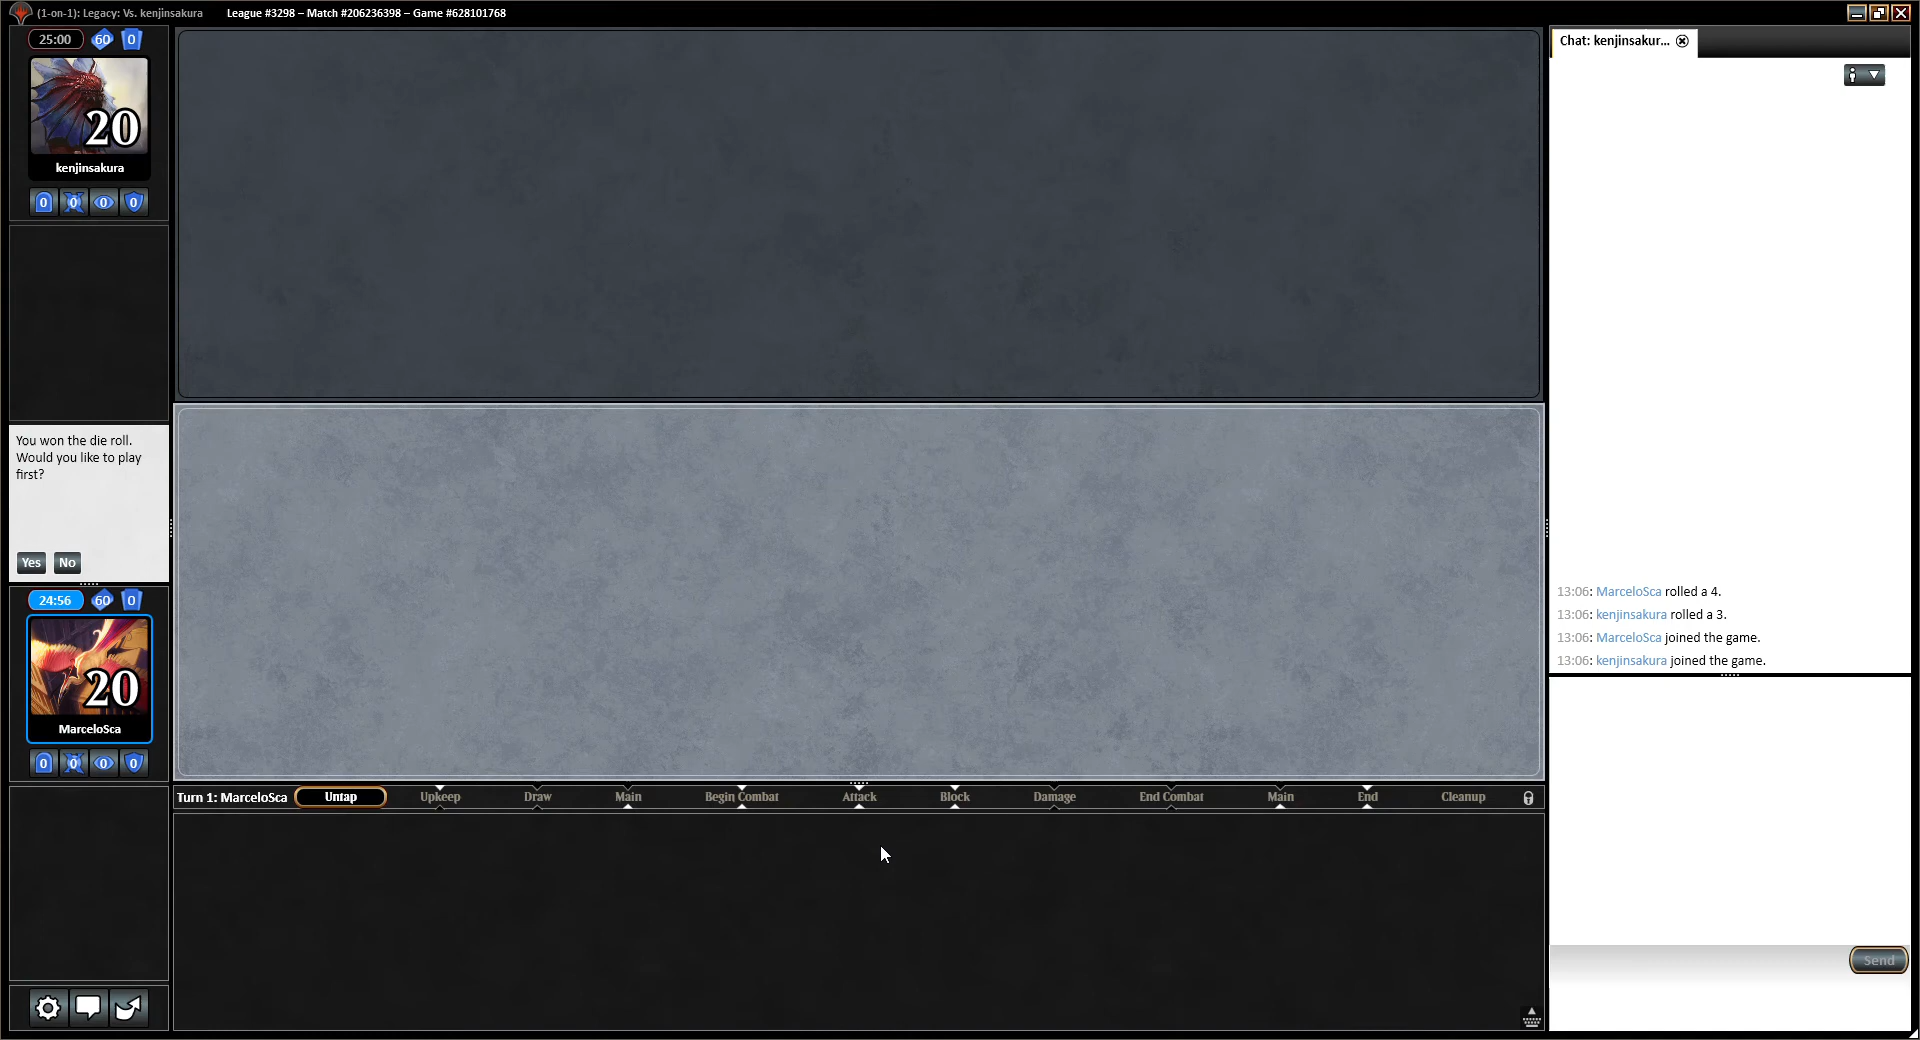 (1-on-1): Legacy: Vs. kenjinsakura
League #3298 – Match #206236398 – Game #628101768
25:00
60
0
20
kenjinsakura
0
0
0
0
You won the die roll.
Would you like to play
first?
Yes
No
24:56
60
0
20
MarceloSca
0
0
0
0
Turn 1: MarceloSca
Untap
Upkeep
Draw
Main
Begin Combat
Attack
Block
Damage
End Combat
Main
End
Cleanup
Chat: kenjinsakur...
13:06: MarceloSca rolled a 4.
13:06: kenjinsakura rolled a 3.
13:06: MarceloSca joined the game.
13:06: kenjinsakura joined the game.
Send